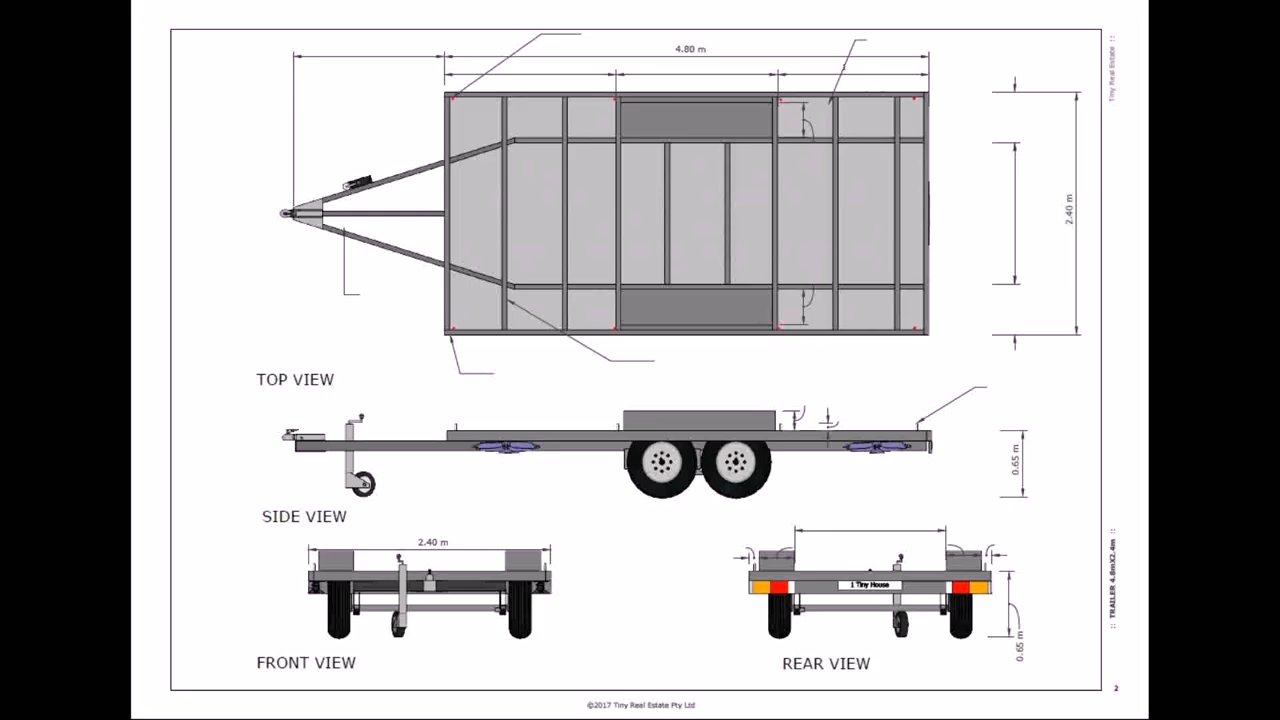 4.80 m
Tiny Real Estate ::
2.40 m
TOP VIEW
0.65 m
SIDE VIEW
2.40 m
1 Tiny House
:: TRAILER 4.8mX2.4m ::
0.65 m
FRONT VIEW
REAR VIEW
2
©2017 Tiny Real Estate Pty Ltd